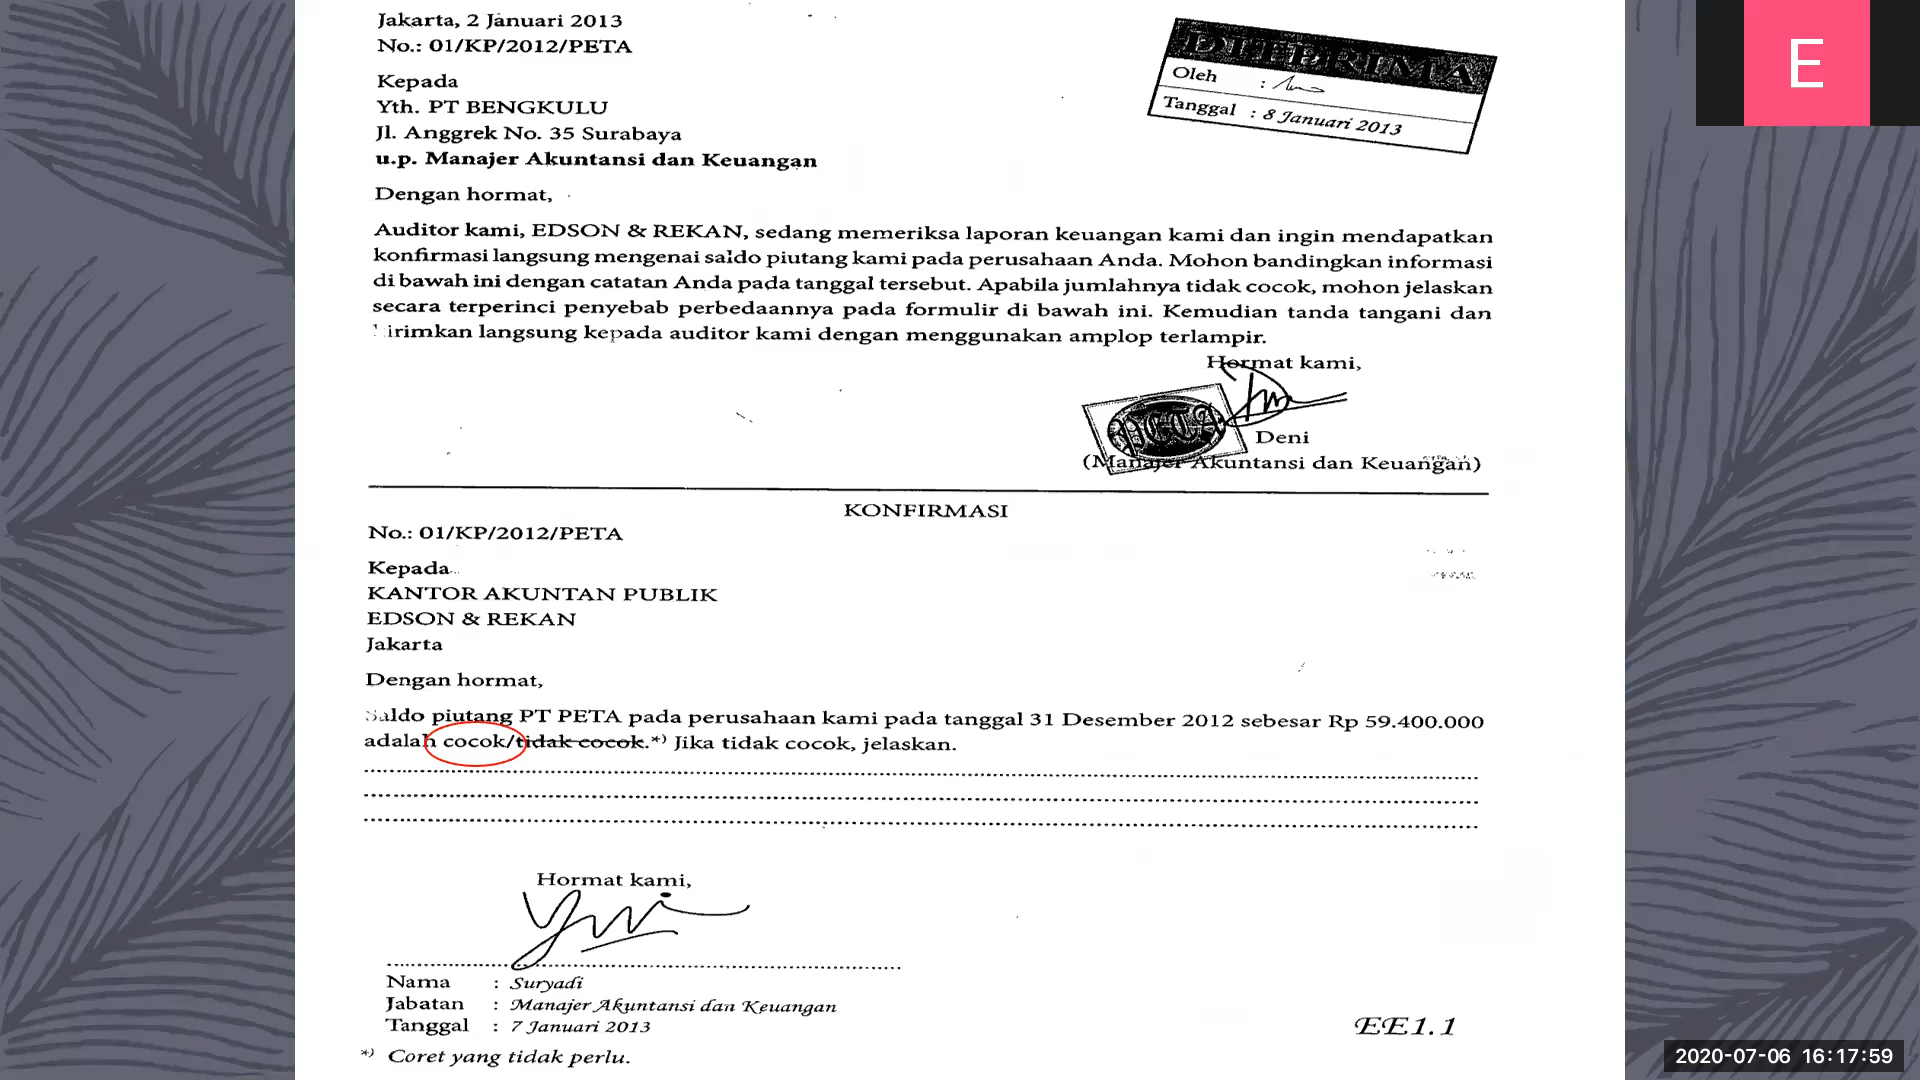 Jakarta, 2 Januari 2013
No.: 01/KP/2012/PETA
DITERIMA
Oleh :
Tanggal : 8 Januari 2013
E
Kepada
Yth. PT BENGKULU
Jl. Anggrek No. 35 Surabaya
u.p. Manajer Akuntansi dan Keuangan
Dengan hormat,
Auditor kami, EDSON & REKAN, sedang memeriksa laporan keuangan kami dan ingin mendapatkan
konfirmasi langsung mengenai saldo piutang kami pada perusahaan Anda. Mohon bandingkan informasi
di bawah ini dengan catatan Anda pada tanggal tersebut. Apabila jumlahnya tidak cocok, mohon jelaskan
secara terperinci penyebab perbedaannya pada formulir di bawah ini. Kemudian tanda tangani dan
kirimkan langsung kepada auditor kami dengan menggunakan amplop terlampir.
Hormat kami,
PETA
Deni
(Manajer Akuntansi dan Keuangan)
KONFIRMASI
No.: 01/KP/2012/PETA
Kepada
KANTOR AKUNTAN PUBLIK
EDSON & REKAN
Jakarta
Dengan hormat,
Saldo piutang PT PETA pada perusahaan kami pada tanggal 31 Desember 2012 sebesar Rp 59.400.000
adalah cocok/tidak cocok.*) Jika tidak cocok, jelaskan.
Hormat kami,
Nama : Suryadi
Jabatan : Manajer Akuntansi dan Keuangan
Tanggal : 7 Januari 2013
*) Coret yang tidak perlu.
EE1.1
2020-07-06 16:17:59